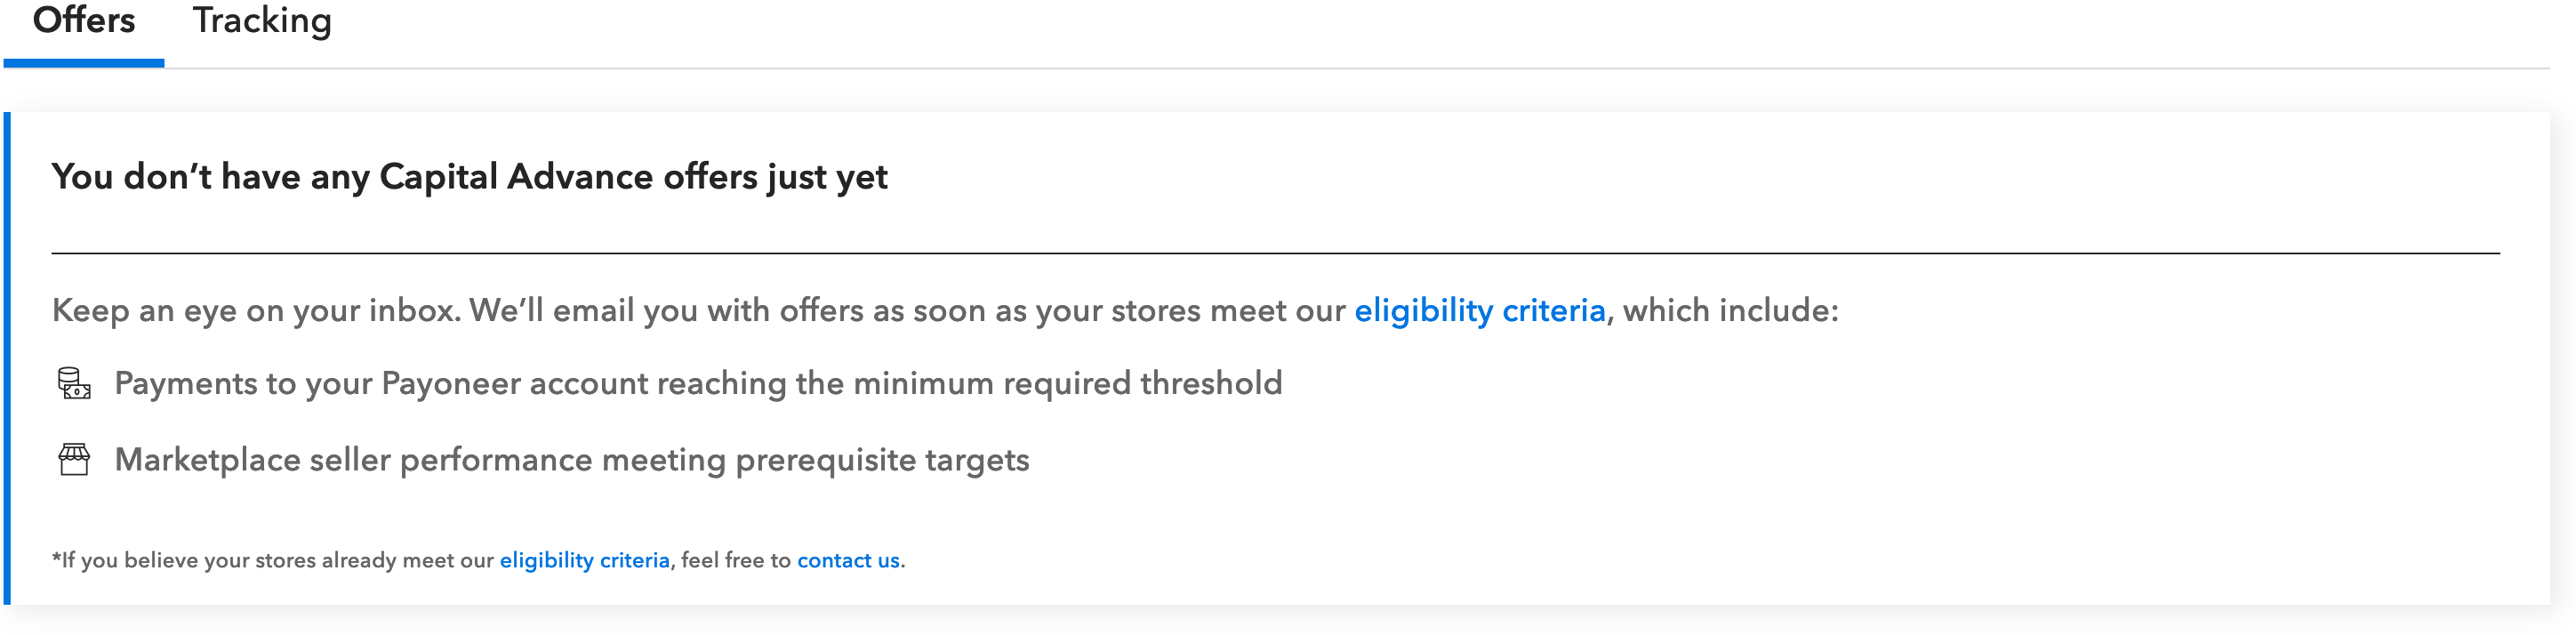 Offers Tracking
You don’t have any Capital Advance offers just yet
Keep an eye on your inbox. We’ll email you with offers as soon as your stores meet our eligibility criteria, which include:
Payments to your Payoneer account reaching the minimum required threshold
Marketplace seller performance meeting prerequisite targets
*If you believe your stores already meet our eligibility criteria, feel free to contact us.